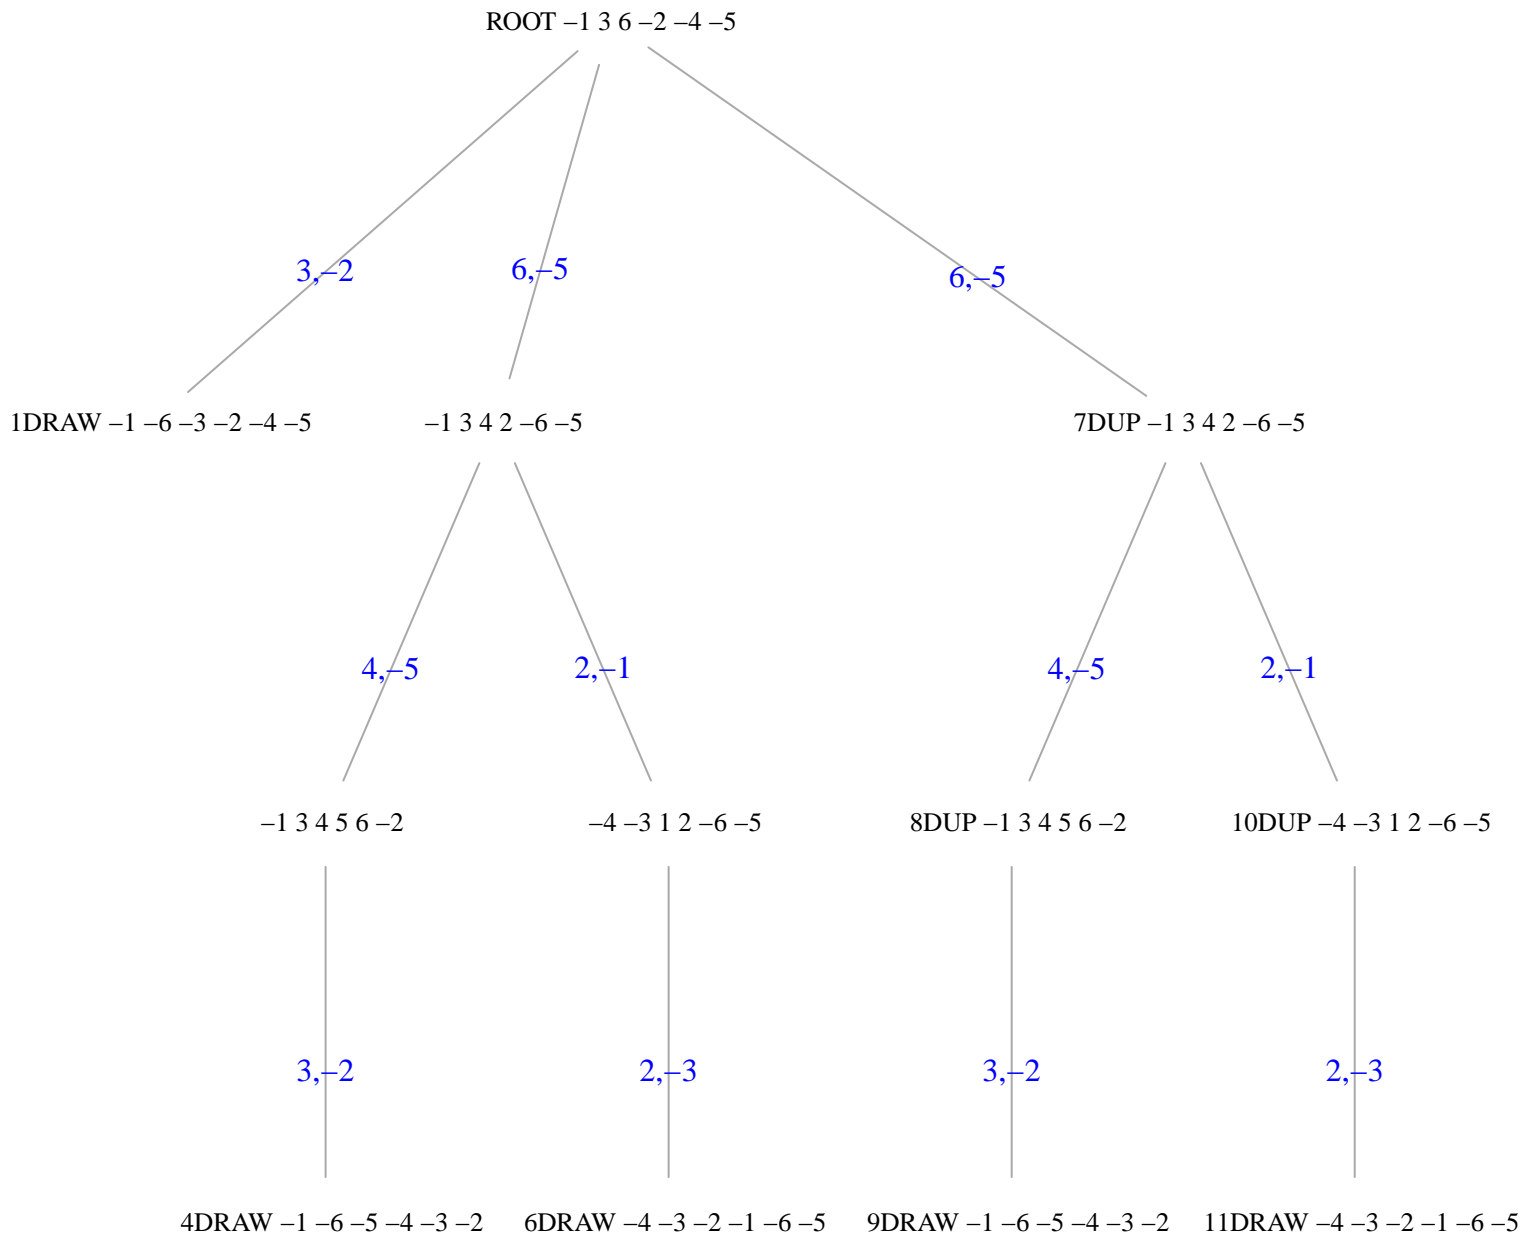 ROOT –1 3 6 –2 –4 –5
3,–2
6,–5
6,–5
1DRAW –1 –6 –3 –2 –4 –5
–1 3 4 2 –6 –5
7DUP –1 3 4 2 –6 –5
4,–5
2,–1
4,–5
2,–1
–1 3 4 5 6 –2
–4 –3 1 2 –6 –5
8DUP –1 3 4 5 6 –2
10DUP –4 –3 1 2 –6 –5
3,–2
2,–3
3,–2
2,–3
4DRAW –1 –6 –5 –4 –3 –2
6DRAW –4 –3 –2 –1 –6 –5
9DRAW –1 –6 –5 –4 –3 –2
11DRAW –4 –3 –2 –1 –6 –5